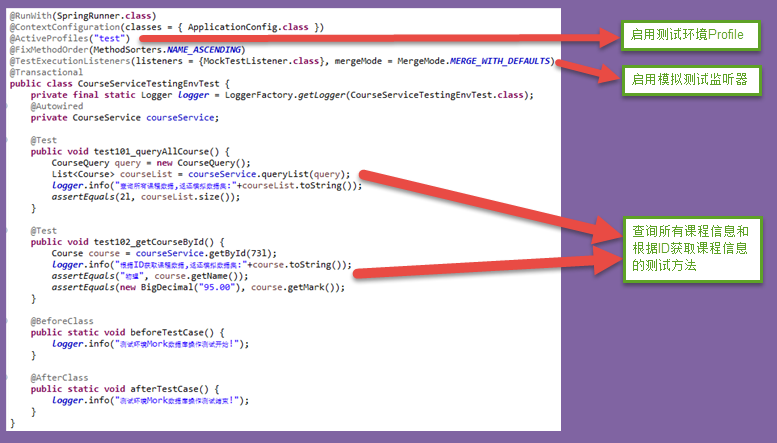 @RunWith(SpringRunner.class)
@ContextConfiguration(classes = { ApplicationConfig.class })
@ActiveProfiles("test")
@FixMethodOrder(MethodSorters.NAME_ASCENDING)
@TestExecutionListeners(listeners = {MockTestListener.class}, mergeMode = MergeMode.MERGE_WITH_DEFAULTS)
@Transactional
public class CourseServiceTestingEnvTest {
private final static Logger logger = LoggerFactory.getLogger(CourseServiceTestingEnvTest.class);
@Autowired
private CourseService courseService;
@Test
public void test101_queryAllCourse() {
CourseQuery query = new CourseQuery();
List<Course> courseList = courseService.queryList(query);
logger.info("查询所有课程数据,返还模拟数据集:"+courseList.toString());
assertEquals(2l, courseList.size());
}
@Test
public void test102_getCourseById() {
Course course = courseService.getById(73l);
logger.info("根据ID获取课程数据,返还模拟数据集:"+course.toString());
assertEquals("物理", course.getName());
assertEquals(new BigDecimal("95.00"), course.getMark());
}
@BeforeClass
public static void beforeTestCase() {
logger.info("测试环境Mork数据库操作测试开始!");
}
@AfterClass
public static void afterTestCase() {
logger.info("测试环境Mork数据库操作测试结束!");
}
}
启用测试环境Profile
启用模拟测试监听器
查询所有课程信息和
根据ID获取课程信息
的测试方法